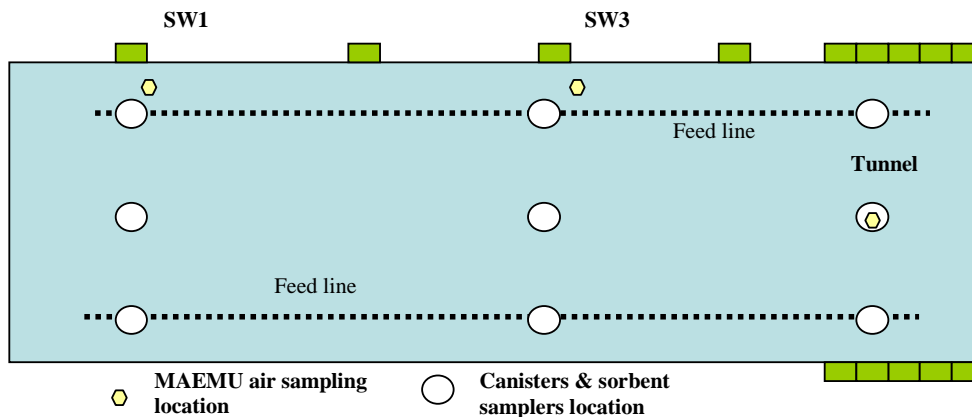 SW1
SW3
Feed line
Tunnel
Feed line
MAEMU air sampling
location
Canisters & sorbent
samplers location